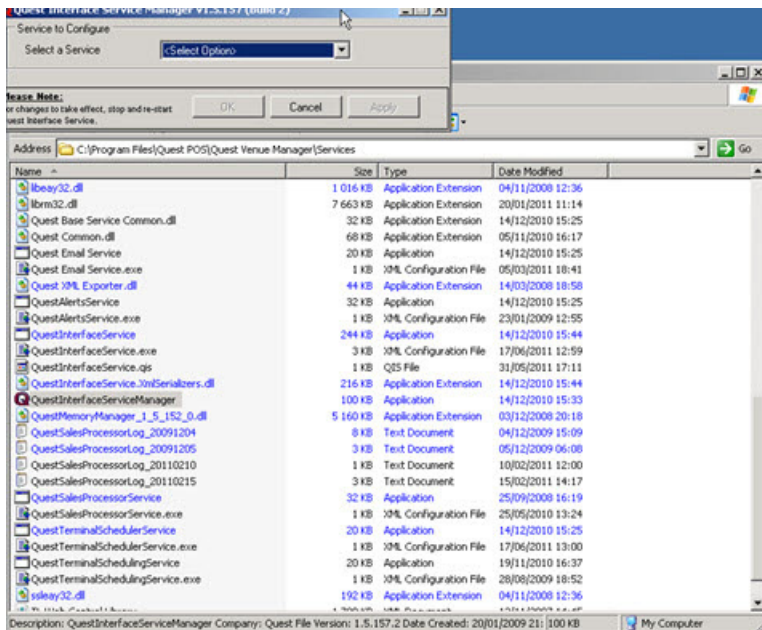 Quest Interface Service Manager v1.5.157 (build 2)
Service to Configure
Select a Service <Select Option>
Please Note:
or changes to take effect, stop and re-start
uest Interface Service.
OK Cancel Apply
Address C:\Program Files\Quest POS\Quest Venue Manager\Services Go
Name Size Type Date Modified
libeay32.dll 1 016 KB Application Extension 04/11/2008 12:36
librm32.dll 7 663 KB Application Extension 20/01/2011 11:14
Quest Base Service Common.dll 32 KB Application Extension 14/12/2010 15:25
Quest Common.dll 68 KB Application Extension 05/11/2010 16:17
Quest Email Service 20 KB Application 14/12/2010 15:25
Quest Email Service.exe 1 KB XML Configuration File 05/03/2011 18:41
Quest XML Exporter.dll 44 KB Application Extension 14/03/2008 18:58
QuestAlertsService 32 KB Application 14/12/2010 15:25
QuestAlertsService.exe 1 KB XML Configuration File 23/01/2009 12:55
QuestInterfaceService 244 KB Application 14/12/2010 15:44
QuestInterfaceService.exe 3 KB XML Configuration File 17/06/2011 12:59
QuestInterfaceService.qis 1 KB QIS File 31/05/2011 17:11
QuestInterfaceService.XmlSerializers.dll 216 KB Application Extension 14/12/2010 15:44
QuestInterfaceServiceManager 100 KB Application 14/12/2010 15:33
QuestMemoryManager_1_5_152_0.dll 5 160 KB Application Extension 03/12/2008 20:18
QuestSalesProcessorLog_20091204 8 KB Text Document 04/12/2009 15:09
QuestSalesProcessorLog_20091205 3 KB Text Document 05/12/2009 06:08
QuestSalesProcessorLog_20110210 1 KB Text Document 10/02/2011 12:00
QuestSalesProcessorLog_20110215 3 KB Text Document 15/02/2011 14:17
QuestSalesProcessorService 32 KB Application 25/09/2008 16:19
QuestSalesProcessorService.exe 1 KB XML Configuration File 25/05/2010 13:24
QuestTerminalSchedulerService 20 KB Application 14/12/2010 15:25
QuestTerminalSchedulerService.exe 1 KB XML Configuration File 17/06/2011 13:00
QuestTerminalSchedulingService 20 KB Application 19/11/2010 16:37
QuestTerminalSchedulingService.exe 1 KB XML Configuration File 28/08/2009 18:52
ssleay32.dll 192 KB Application Extension 04/11/2008 12:36
Description: QuestInterfaceServiceManager Company: Quest File Version: 1.5.157.2 Date Created: 20/01/2009 21: 100 KB My Computer